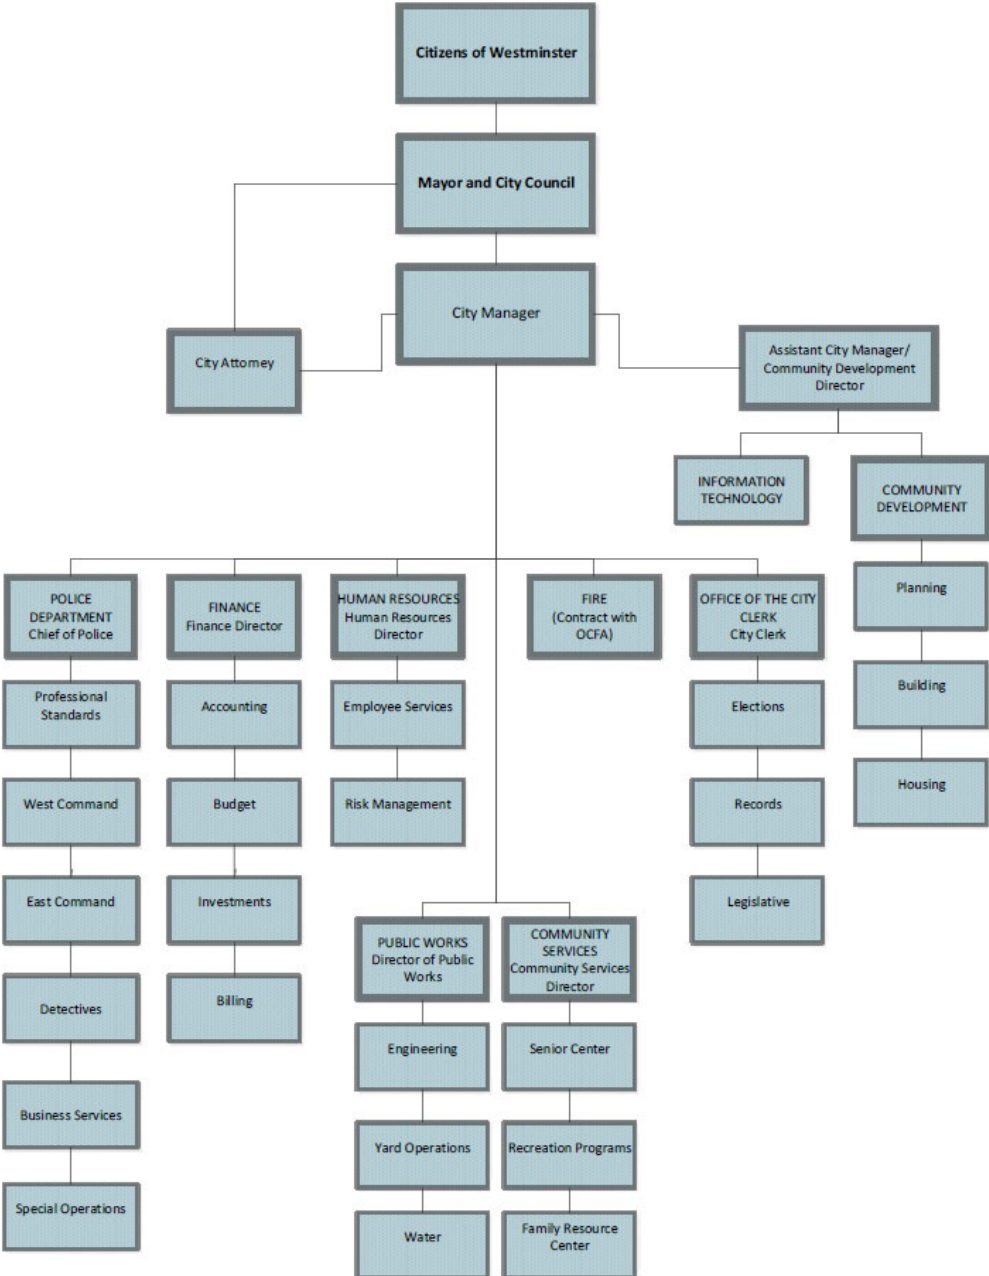 Citizens of Westminster
Mayor and City Council
City Manager
City Attorney
Assistant City Manager/
Community Development
Director
INFORMATION
TECHNOLOGY
COMMUNITY
DEVELOPMENT
Planning
Building
Housing
POLICE
DEPARTMENT
Chief of Police
Professional
Standards
West Command
East Command
Detectives
Business Services
Special Operations
FINANCE
Finance Director
Accounting
Budget
Investments
Billing
HUMAN RESOURCES
Human Resources
Director
Employee Services
Risk Management
FIRE
(Contract with
OCFA)
OFFICE OF THE CITY
CLERK
City Clerk
Elections
Records
Legislative
PUBLIC WORKS
Director of Public
Works
Engineering
Yard Operations
Water
COMMUNITY
SERVICES
Community Services
Director
Senior Center
Recreation Programs
Family Resource
Center